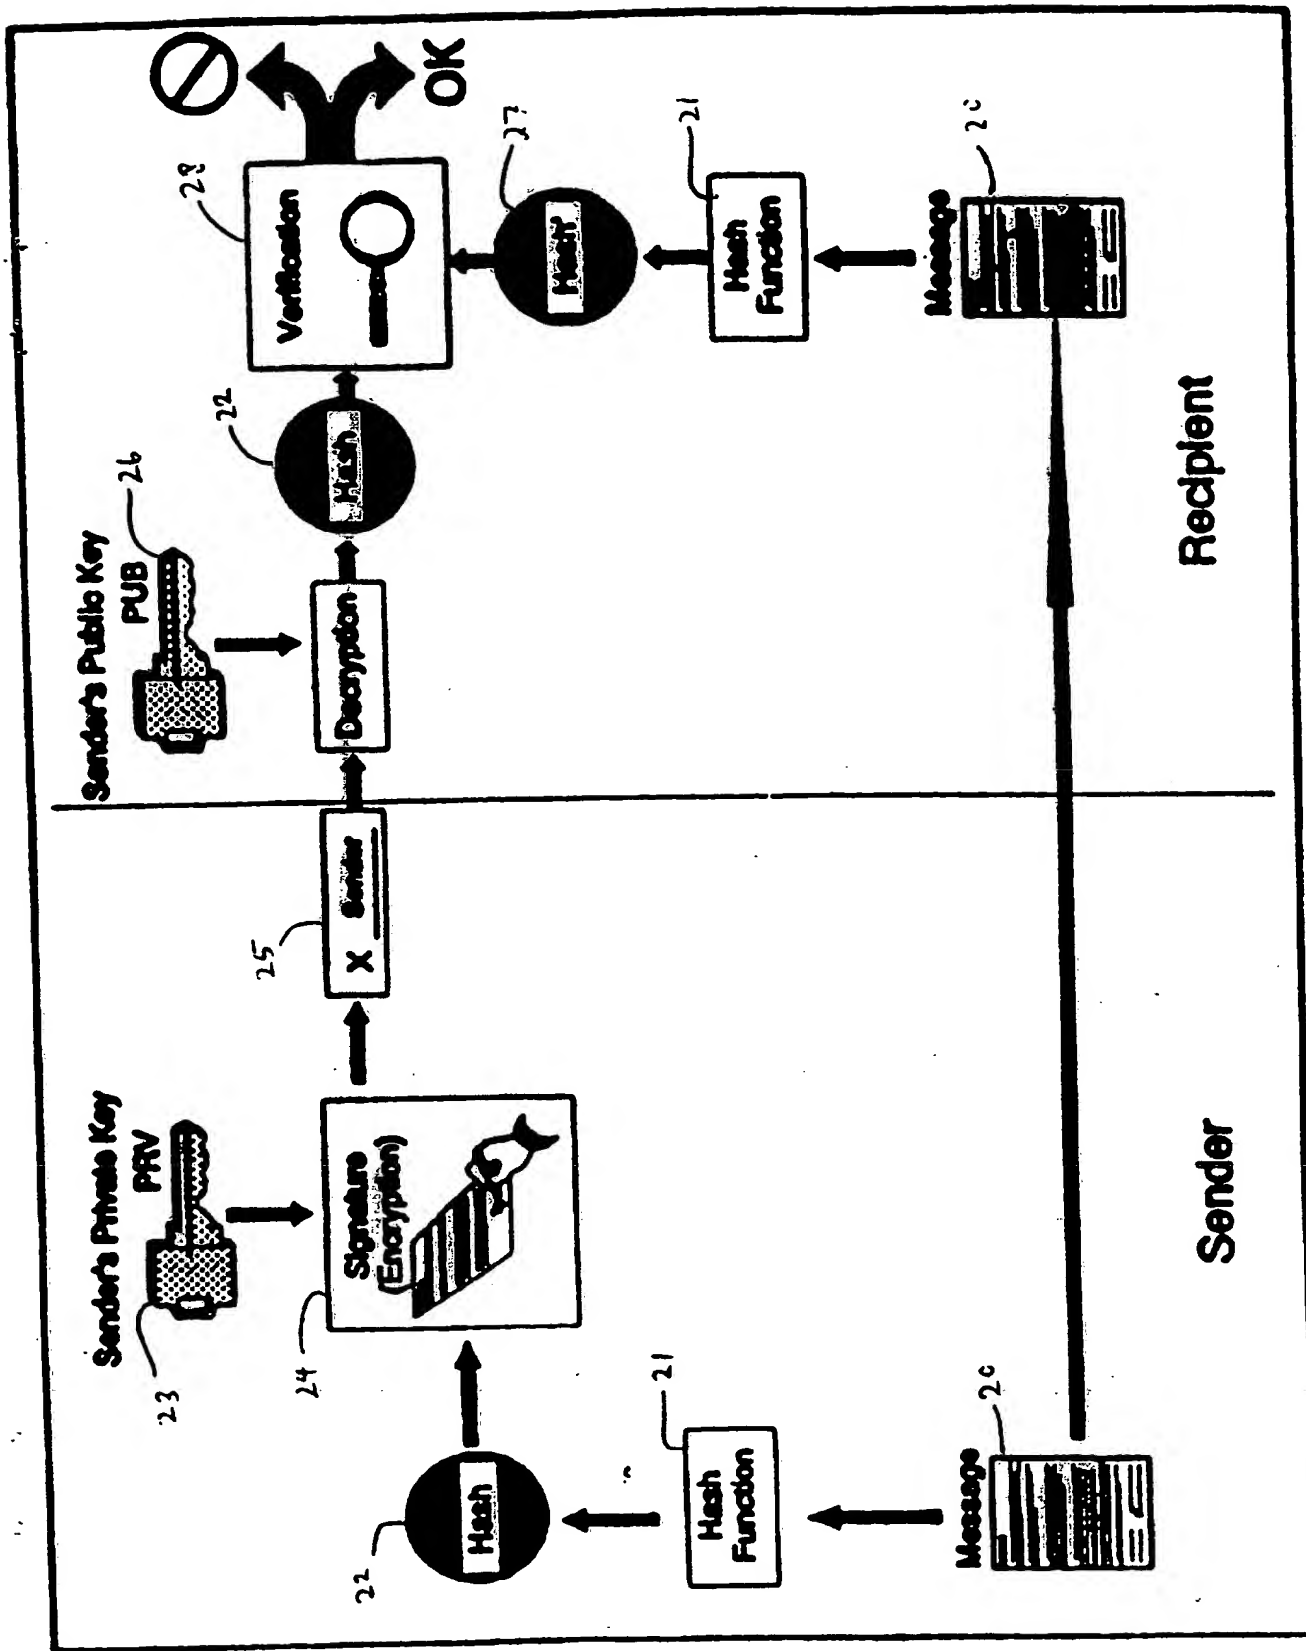 Sender's Private Key
PRV
23
Signature
(Encryption)
24
Hash
22
Hash
Function
21
Message
20
Sender
X Sender
25
Sender's Public Key
PUB
26
Decryption
Hash
22
Verification
28
OK
Hash'
27
Hash
Function
21
Message
20
Recipient